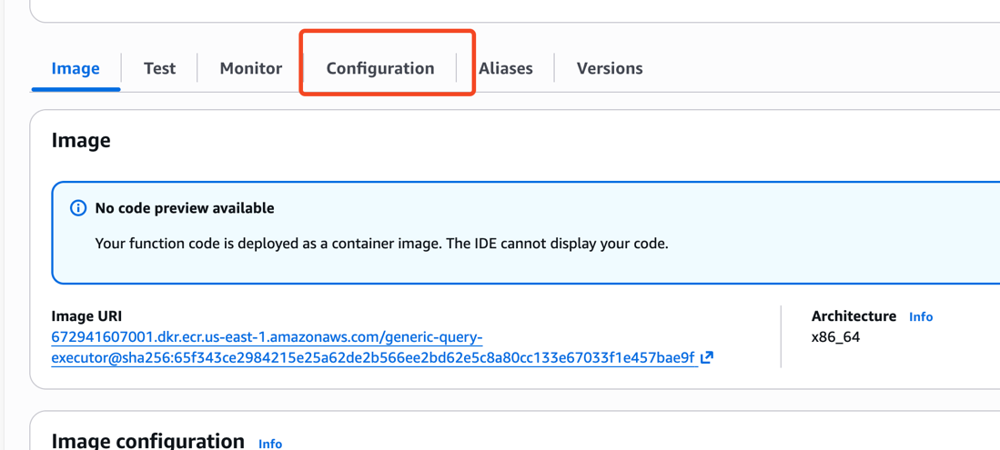 Image
Test
Monitor
Configuration
Aliases
Versions
Image
No code preview available
Your function code is deployed as a container image. The IDE cannot display your code.
Image URI
672941607001.dkr.ecr.us-east-1.amazonaws.com/generic-query-
executor@sha256:65f343ce2984215e25a62de2b566ee2bd62e5c8a80cc133e67033f1e457bae9f
Architecture Info
x86_64
Image configuration Info